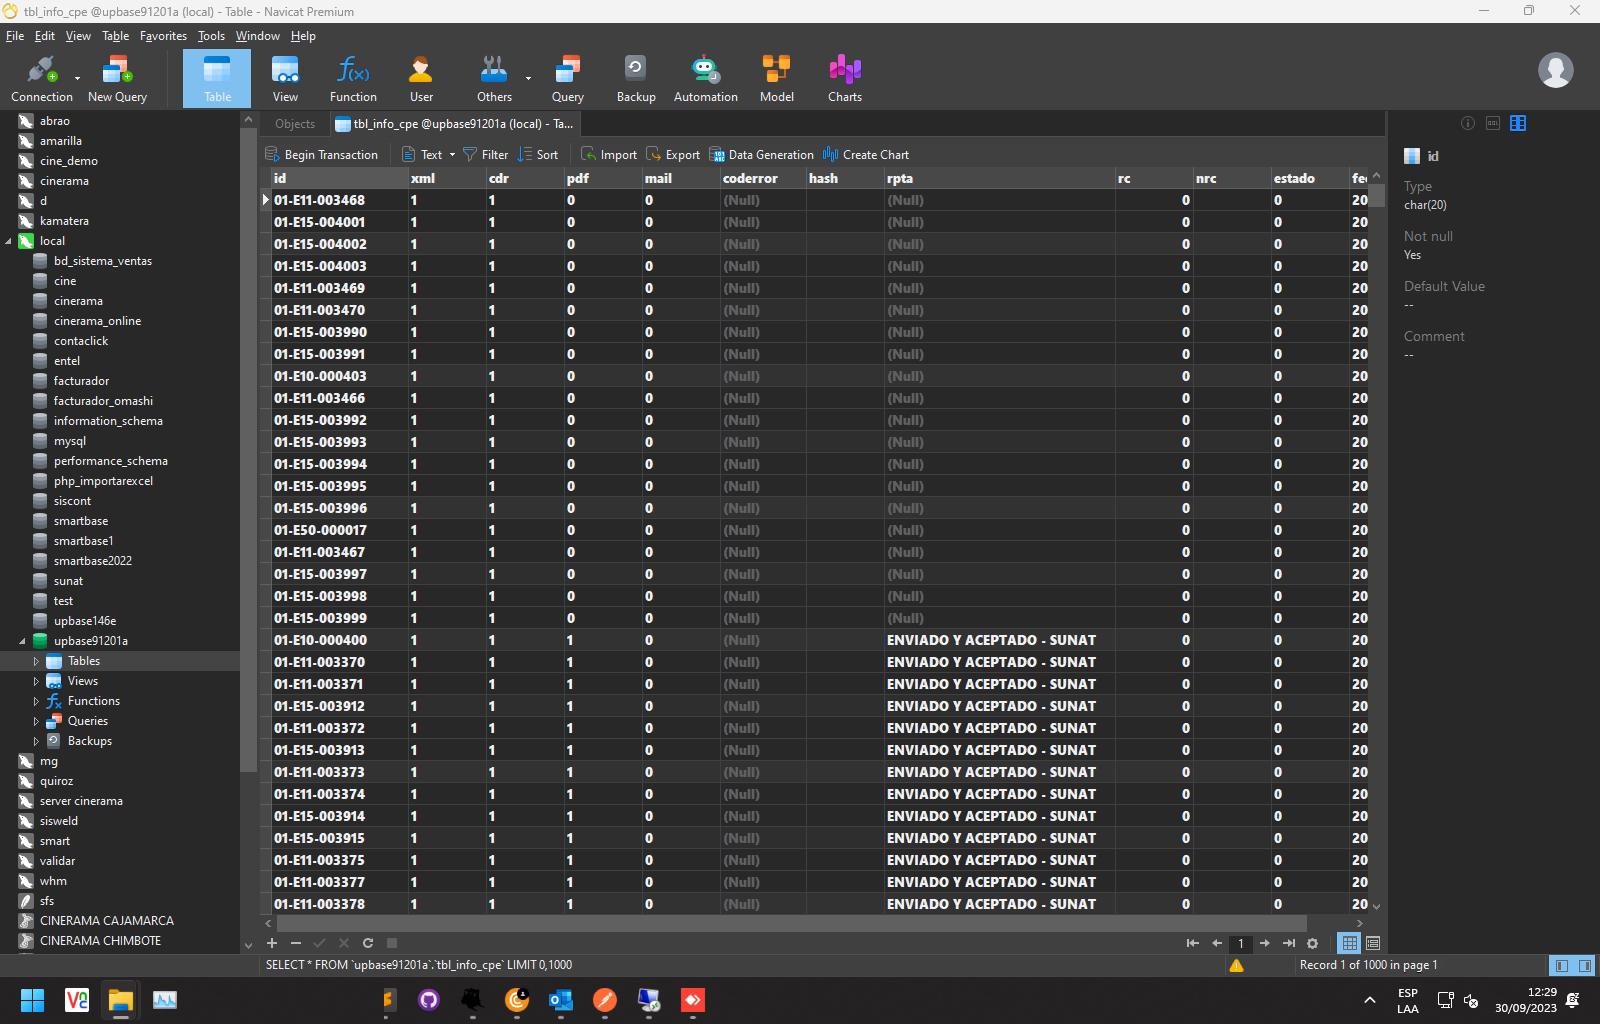 tbl_info_cpe @upbase91201a (local) - Table - Navicat Premium
File Edit View Table Favorites Tools Window Help
Connection New Query Table View Function User Others Query Backup Automation Model Charts
Objects tbl_info_cpe @upbase91201a (local) - Ta...
Begin Transaction Text Filter Sort Import Export Data Generation Create Chart
abrao
amarilla
cine_demo
cinerama
d
kamatera
local
bd_sistema_ventas
cine
cinerama
cinerama_online
contaclick
entel
facturador
facturador_omashi
information_schema
mysql
performance_schema
php_importarexcel
siscont
smartbase
smartbase1
smartbase2022
sunat
test
upbase146e
upbase91201a
Tables
Views
Functions
Queries
Backups
mg
quiroz
server cinerama
sisweld
smart
validar
whm
sfs
CINERAMA CAJAMARCA
CINERAMA CHIMBOTE
id xml cdr pdf mail coderror hash rpta rc nrc estado fec
01-E11-003468 1 1 0 0 (Null) (Null) 0 0 20
01-E15-004001 1 1 0 0 (Null) (Null) 0 0 20
01-E15-004002 1 1 0 0 (Null) (Null) 0 0 20
01-E15-004003 1 1 0 0 (Null) (Null) 0 0 20
01-E11-003469 1 1 0 0 (Null) (Null) 0 0 20
01-E11-003470 1 1 0 0 (Null) (Null) 0 0 20
01-E15-003990 1 1 0 0 (Null) (Null) 0 0 20
01-E15-003991 1 1 0 0 (Null) (Null) 0 0 20
01-E10-000403 1 1 0 0 (Null) (Null) 0 0 20
01-E11-003466 1 1 0 0 (Null) (Null) 0 0 20
01-E15-003992 1 1 0 0 (Null) (Null) 0 0 20
01-E15-003993 1 1 0 0 (Null) (Null) 0 0 20
01-E15-003994 1 1 0 0 (Null) (Null) 0 0 20
01-E15-003995 1 1 0 0 (Null) (Null) 0 0 20
01-E15-003996 1 1 0 0 (Null) (Null) 0 0 20
01-E50-000017 1 1 0 0 (Null) (Null) 0 0 20
01-E11-003467 1 1 0 0 (Null) (Null) 0 0 20
01-E15-003997 1 1 0 0 (Null) (Null) 0 0 20
01-E15-003998 1 1 0 0 (Null) (Null) 0 0 20
01-E15-003999 1 1 0 0 (Null) (Null) 0 0 20
01-E10-000400 1 1 1 0 (Null) ENVIADO Y ACEPTADO - SUNAT 0 0 20
01-E11-003370 1 1 1 0 (Null) ENVIADO Y ACEPTADO - SUNAT 0 0 20
01-E11-003371 1 1 1 0 (Null) ENVIADO Y ACEPTADO - SUNAT 0 0 20
01-E15-003912 1 1 1 0 (Null) ENVIADO Y ACEPTADO - SUNAT 0 0 20
01-E11-003372 1 1 1 0 (Null) ENVIADO Y ACEPTADO - SUNAT 0 0 20
01-E15-003913 1 1 1 0 (Null) ENVIADO Y ACEPTADO - SUNAT 0 0 20
01-E11-003373 1 1 1 0 (Null) ENVIADO Y ACEPTADO - SUNAT 0 0 20
01-E11-003374 1 1 1 0 (Null) ENVIADO Y ACEPTADO - SUNAT 0 0 20
01-E15-003914 1 1 1 0 (Null) ENVIADO Y ACEPTADO - SUNAT 0 0 20
01-E15-003915 1 1 1 0 (Null) ENVIADO Y ACEPTADO - SUNAT 0 0 20
01-E11-003375 1 1 1 0 (Null) ENVIADO Y ACEPTADO - SUNAT 0 0 20
01-E11-003377 1 1 1 0 (Null) ENVIADO Y ACEPTADO - SUNAT 0 0 20
01-E11-003378 1 1 1 0 (Null) ENVIADO Y ACEPTADO - SUNAT 0 0 20
id
Type
char(20)
Not null
Yes
Default Value
--
Comment
--
1
SELECT * FROM `upbase91201a`.`tbl_info_cpe` LIMIT 0,1000
Record 1 of 1000 in page 1
ESP
LAA
12:29
30/09/2023